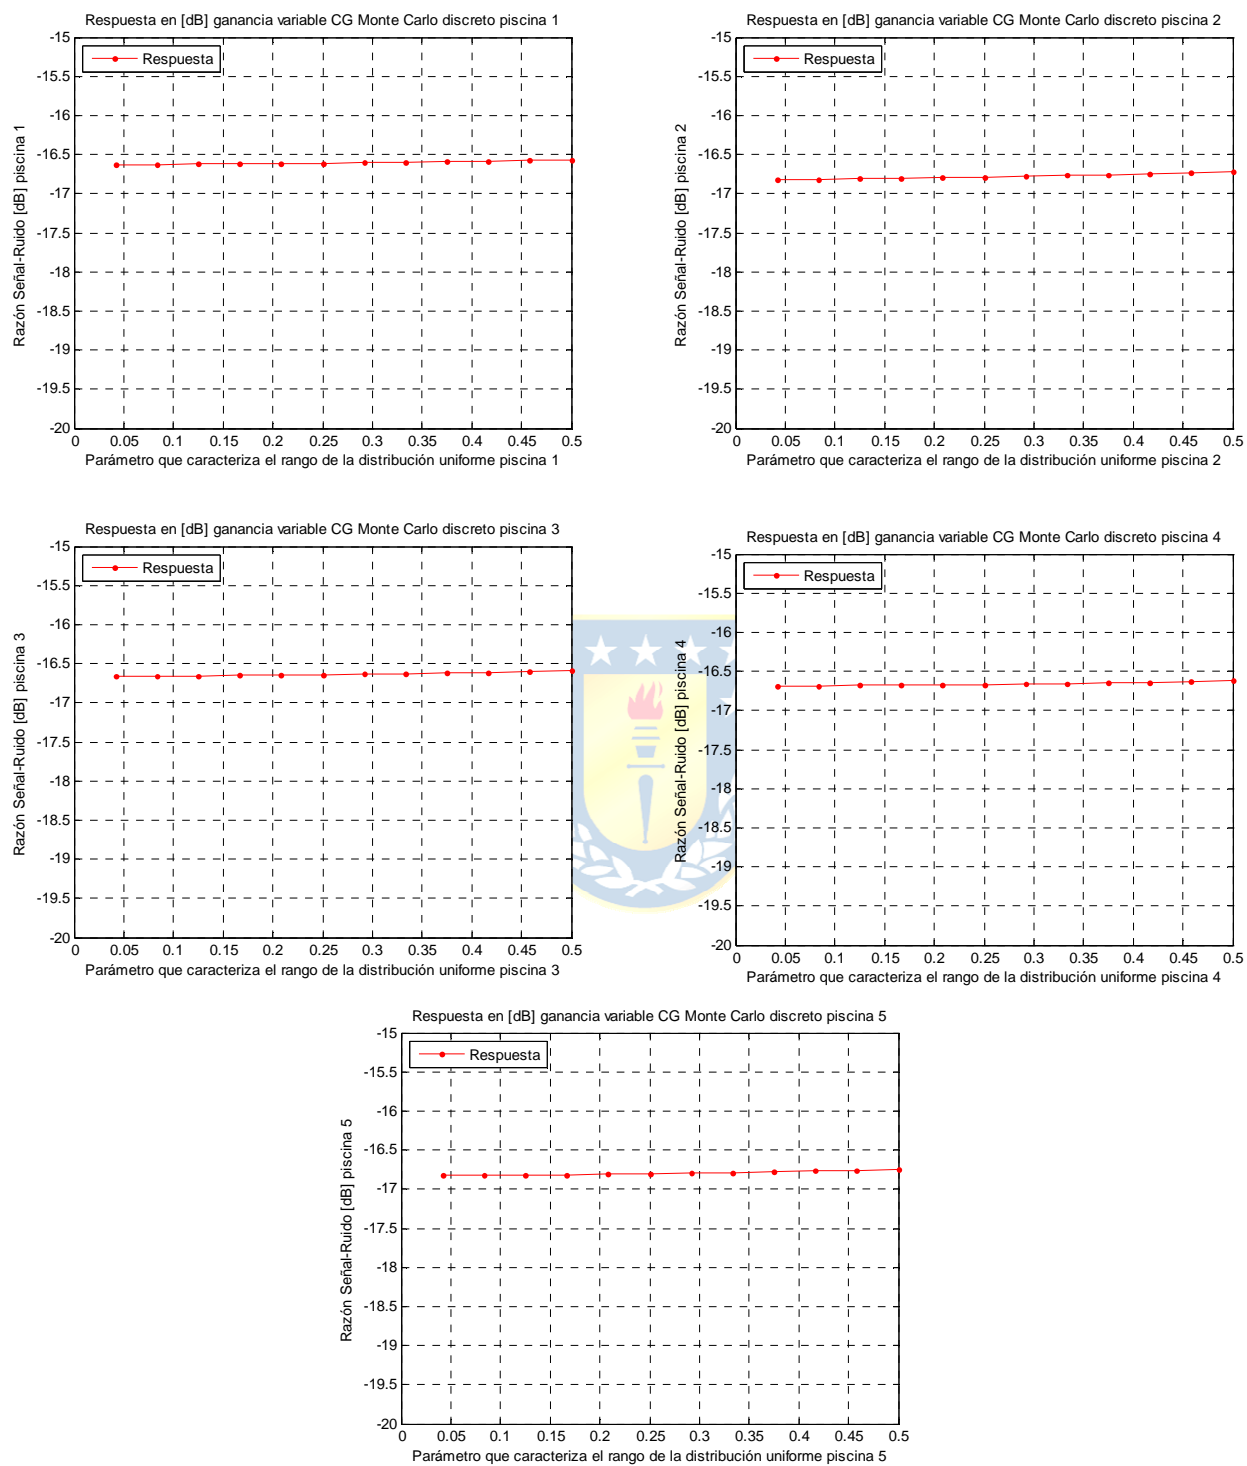 Respuesta en [dB] ganancia variable CG Monte Carlo discreto piscina 1
Respuesta
Razón Señal-Ruido [dB] piscina 1
-15
-15.5
-16
-16.5
-17
-17.5
-18
-18.5
-19
-19.5
-20
0 0.05 0.1 0.15 0.2 0.25 0.3 0.35 0.4 0.45 0.5
Parámetro que caracteriza el rango de la distribución uniforme piscina 1
Respuesta en [dB] ganancia variable CG Monte Carlo discreto piscina 2
Respuesta
Razón Señal-Ruido [dB] piscina 2
-15
-15.5
-16
-16.5
-17
-17.5
-18
-18.5
-19
-19.5
-20
0 0.05 0.1 0.15 0.2 0.25 0.3 0.35 0.4 0.45 0.5
Parámetro que caracteriza el rango de la distribución uniforme piscina 2
Respuesta en [dB] ganancia variable CG Monte Carlo discreto piscina 3
Respuesta
Razón Señal-Ruido [dB] piscina 3
-15
-15.5
-16
-16.5
-17
-17.5
-18
-18.5
-19
-19.5
-20
0 0.05 0.1 0.15 0.2 0.25 0.3 0.35 0.4 0.45 0.5
Parámetro que caracteriza el rango de la distribución uniforme piscina 3
Respuesta en [dB] ganancia variable CG Monte Carlo discreto piscina 4
Respuesta
Razón Señal-Ruido [dB] piscina 4
-15
-15.5
-16
-16.5
-17
-17.5
-18
-18.5
-19
-19.5
-20
0 0.05 0.1 0.15 0.2 0.25 0.3 0.35 0.4 0.45 0.5
Parámetro que caracteriza el rango de la distribución uniforme piscina 4
Respuesta en [dB] ganancia variable CG Monte Carlo discreto piscina 5
Respuesta
Razón Señal-Ruido [dB] piscina 5
-15
-15.5
-16
-16.5
-17
-17.5
-18
-18.5
-19
-19.5
-20
0 0.05 0.1 0.15 0.2 0.25 0.3 0.35 0.4 0.45 0.5
Parámetro que caracteriza el rango de la distribución uniforme piscina 5